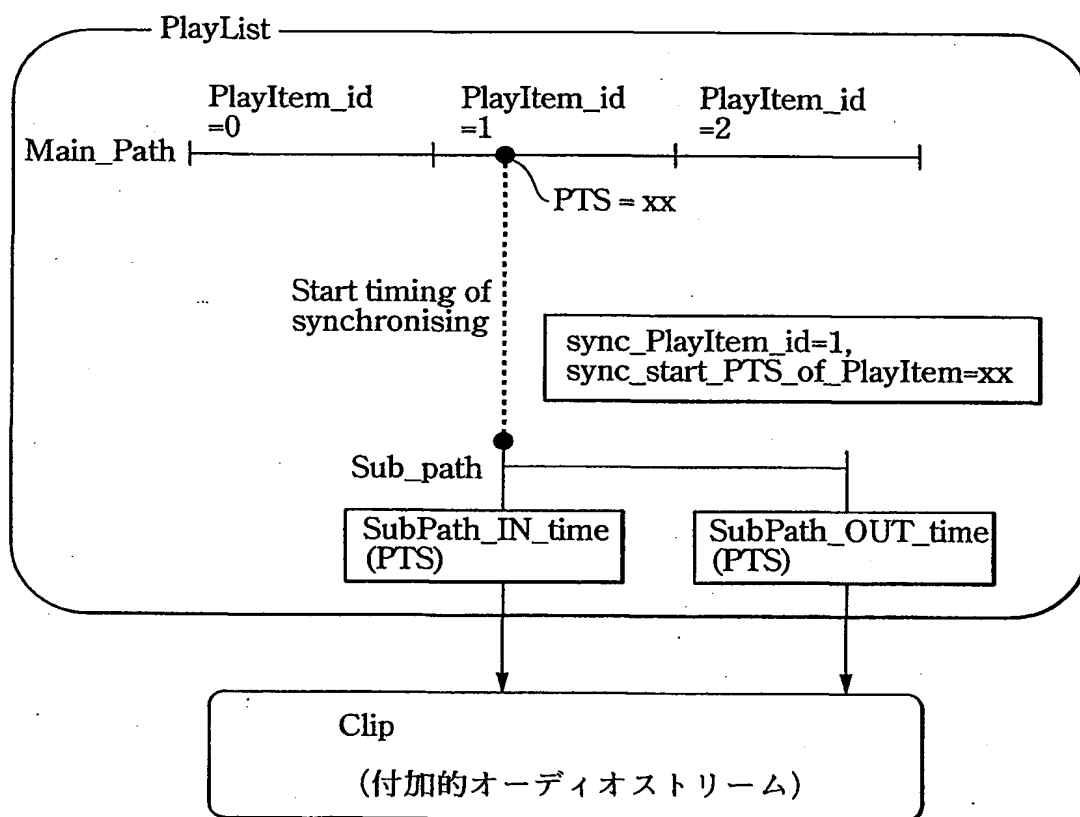 PlayList
PlayItem_id
=0
PlayItem_id
=1
PlayItem_id
=2
Main_Path
PTS = xx
Start timing of
synchronising
sync_PlayItem_id=1,
sync_start_PTS_of_PlayItem=xx
Sub_path
SubPath_IN_time
(PTS)
SubPath_OUT_time
(PTS)
Clip
(付加的オーディオストリーム)